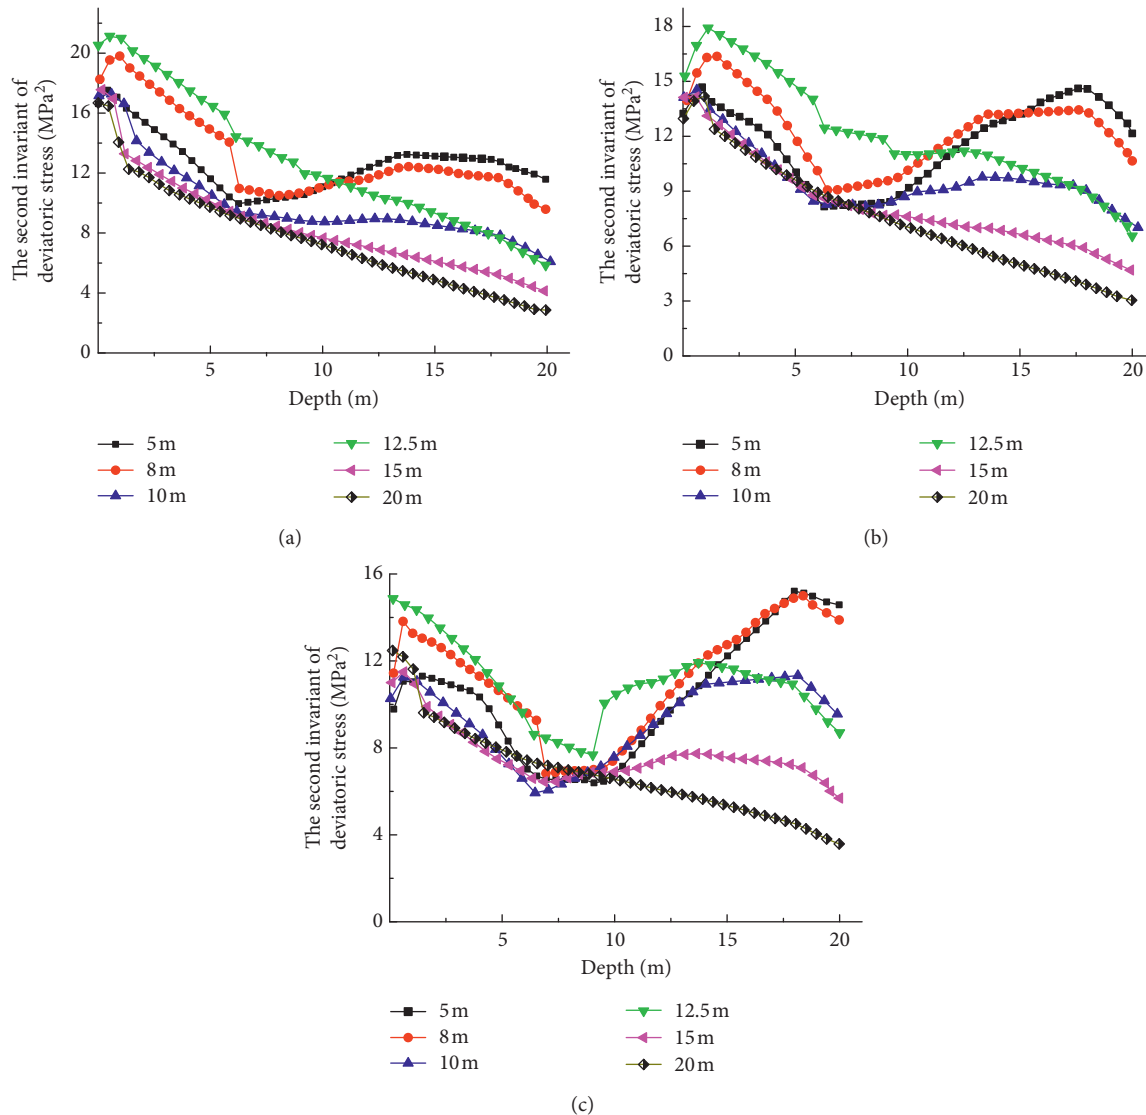 The second invariant of
deviatoric stress (MPa²)
20
16
12
8
4
0
5
10
15
20
Depth (m)
5 m
8 m
10 m
12.5 m
15 m
20 m
(a)
The second invariant of
deviatoric stress (MPa²)
18
15
12
9
6
3
0
5
10
15
20
Depth (m)
5 m
8 m
10 m
12.5 m
15 m
20 m
(b)
The second invariant of
deviatoric stress (MPa²)
16
12
8
4
0
5
10
15
20
Depth (m)
5 m
8 m
10 m
12.5 m
15 m
20 m
(c)